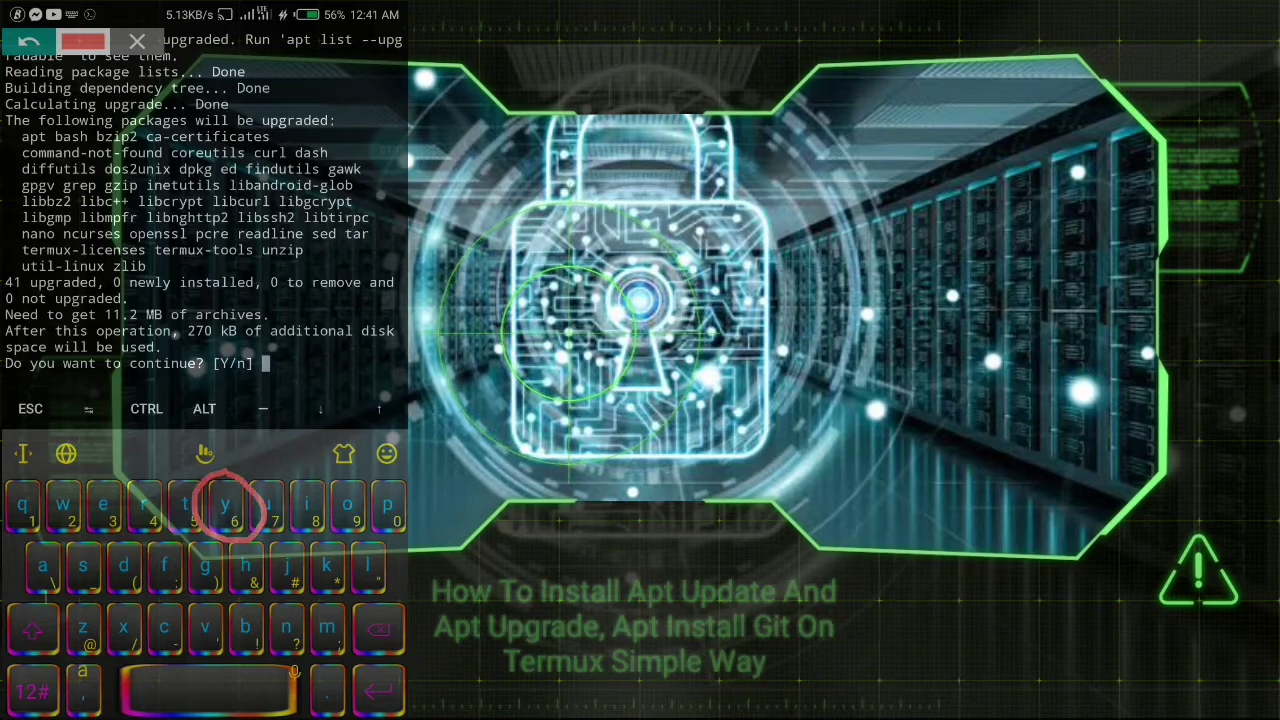 5.13KB/s LTE 56% 12:41 AM
upgraded. Run 'apt list --upg
radable' to see them.
Reading package lists... Done
Building dependency tree... Done
Calculating upgrade... Done
The following packages will be upgraded:
apt bash bzip2 ca-certificates
command-not-found coreutils curl dash
diffutils dos2unix dpkg ed findutils gawk
gpgv grep gzip inetutils libandroid-glob
libbz2 libc++ libcrypt libcurl libgcrypt
libgmp libmpfr libnghttp2 libssh2 libtirpc
nano ncurses openssl pcre readline sed tar
termux-licenses termux-tools unzip
util-linux zlib
41 upgraded, 0 newly installed, 0 to remove and
0 not upgraded.
Need to get 11.2 MB of archives.
After this operation, 270 kB of additional disk
space will be used.
Do you want to continue? [Y/n]
ESC CTRL ALT – ↓ ↑
q w e r t y u i o p
1 2 3 4 5 6 7 8 9 0
a s d f g h j k l
\ _ ( : ) & # * "
z x c v b n m
@ / - ' ! ? ;
12# a , .
How To Install Apt Update And
Apt Upgrade, Apt Install Git On
Termux Simple Way